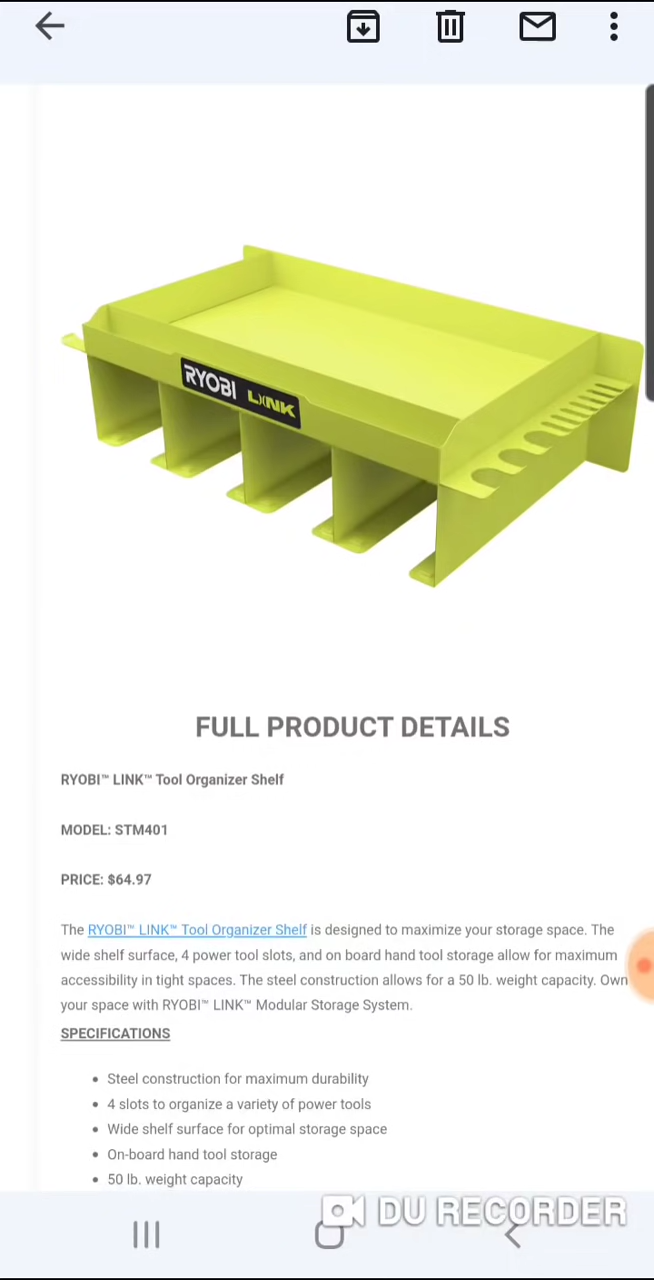 RYOBI LINK
FULL PRODUCT DETAILS
RYOBI™ LINK™ Tool Organizer Shelf
MODEL: STM401
PRICE: $64.97
The RYOBI™ LINK™ Tool Organizer Shelf is designed to maximize your storage space. The
wide shelf surface, 4 power tool slots, and on board hand tool storage allow for maximum
accessibility in tight spaces. The steel construction allows for a 50 lb. weight capacity. Own
your space with RYOBI™ LINK™ Modular Storage System.
SPECIFICATIONS
• Steel construction for maximum durability
• 4 slots to organize a variety of power tools
• Wide shelf surface for optimal storage space
• On-board hand tool storage
• 50 lb. weight capacity
DU RECORDER